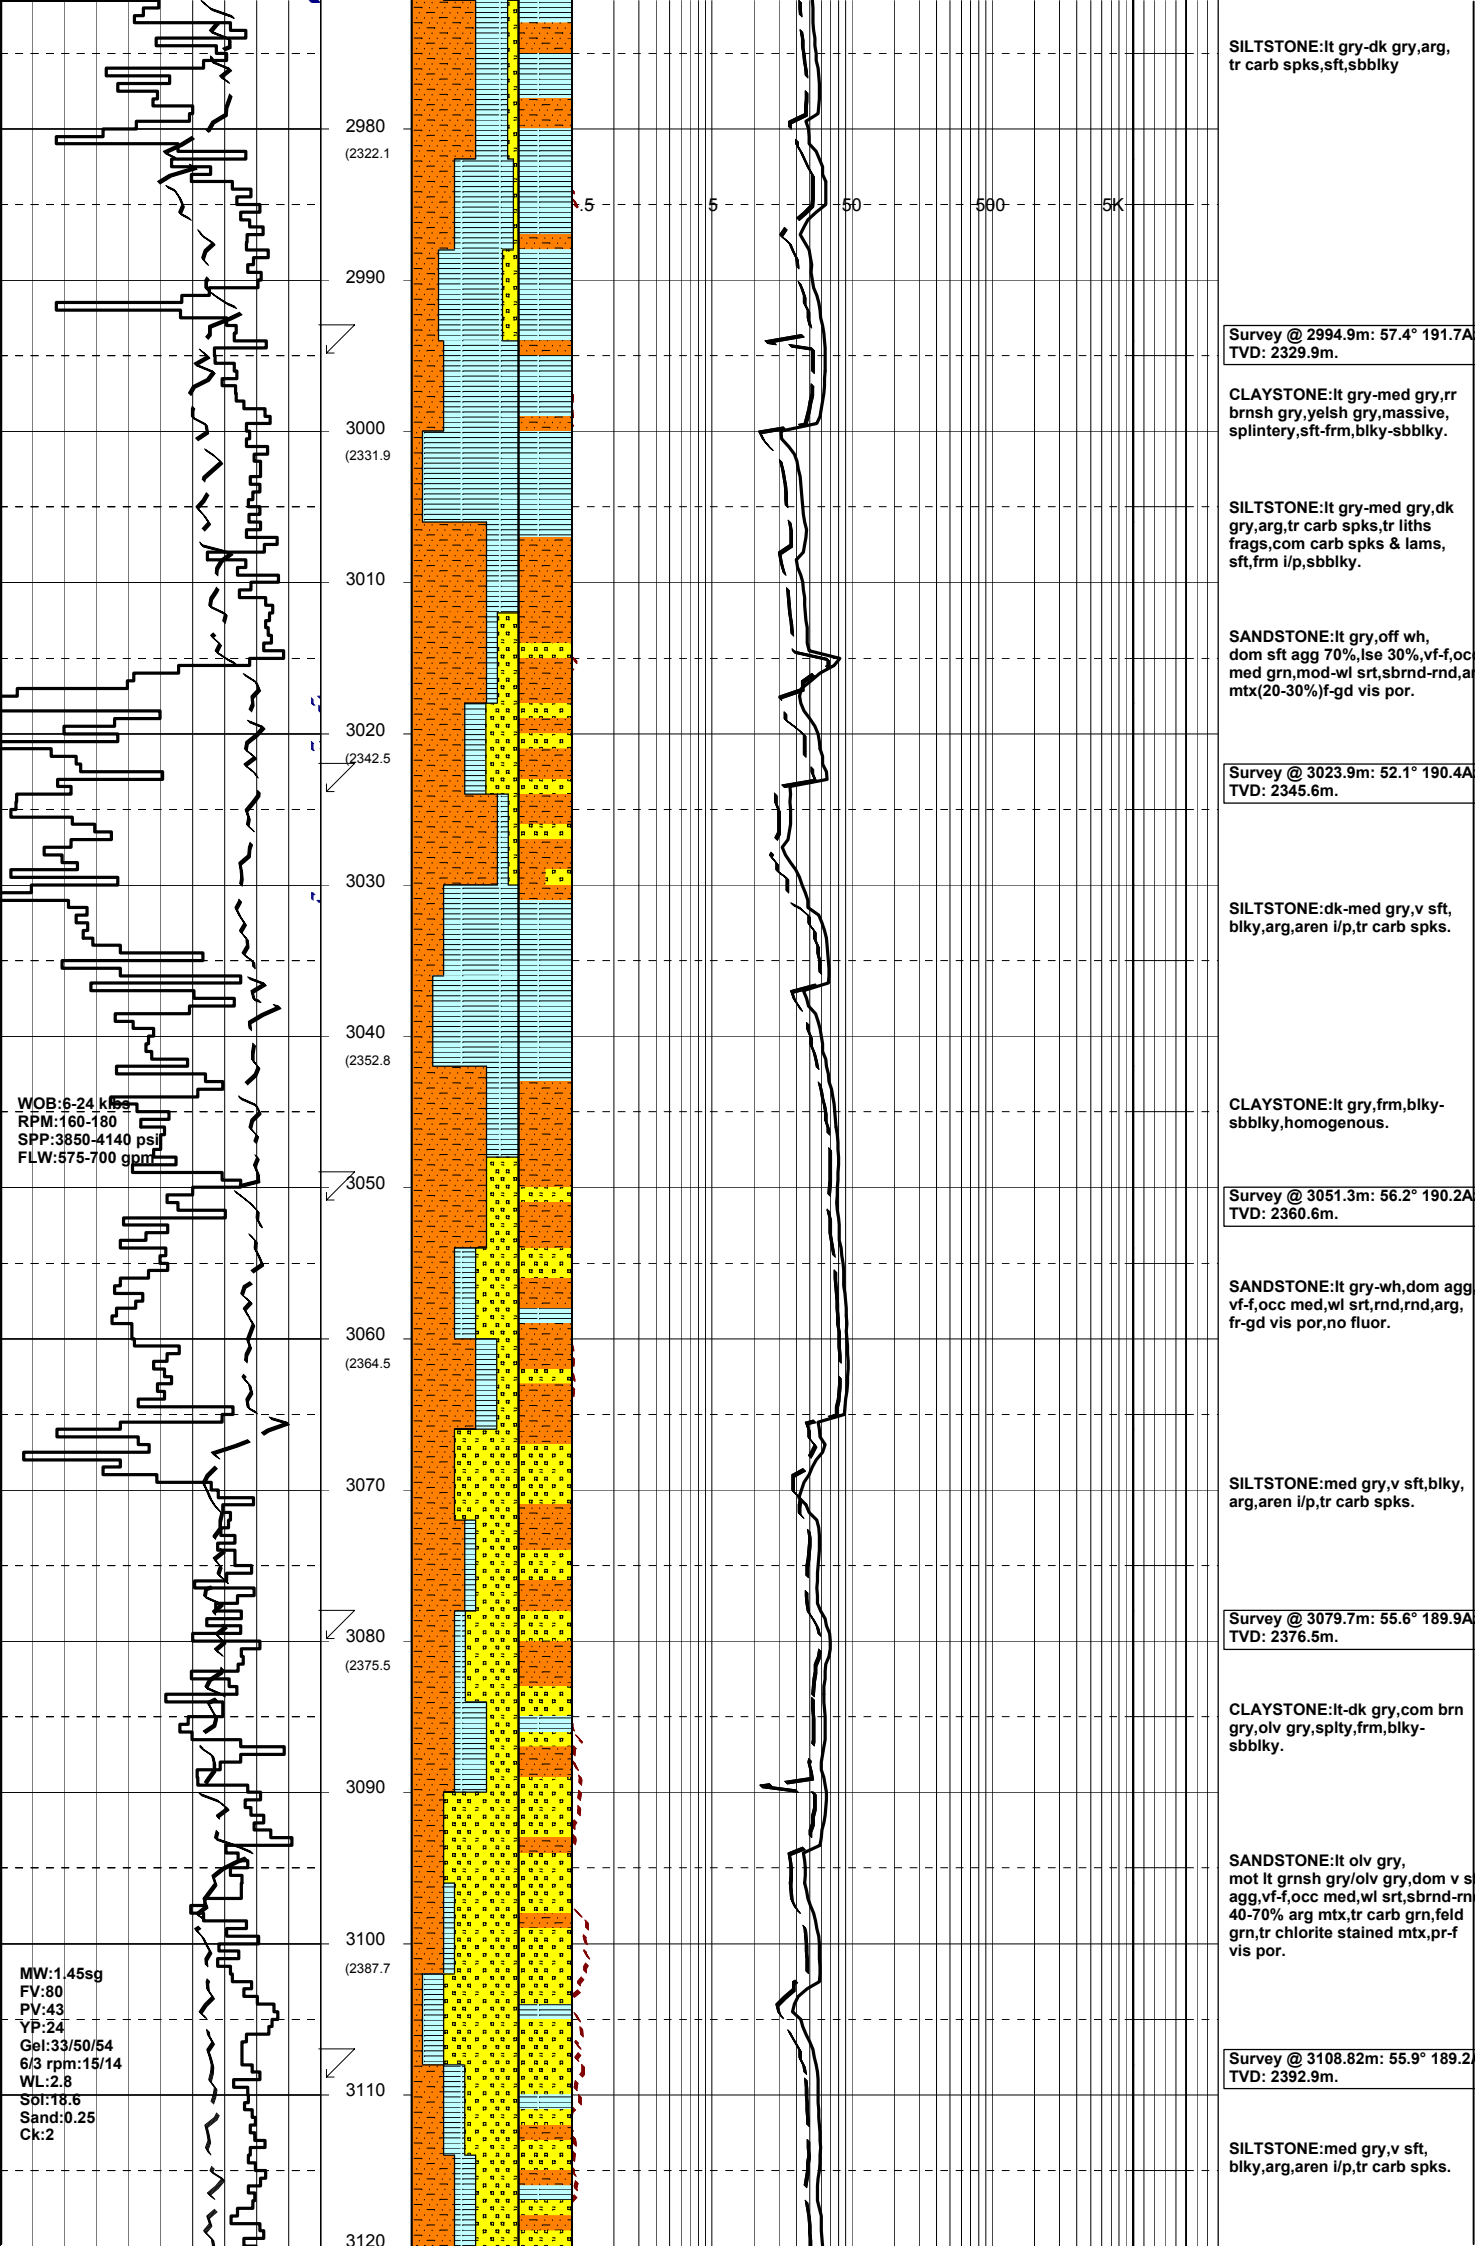 SILTSTONE:lt gry-dk gry,arg,
tr carb spks,sft,sbblky
2980
(2322.1
.5 5 50 500 5K
2990
Survey @ 2994.9m: 57.4° 191.7A
TVD: 2329.9m.
CLAYSTONE:lt gry-med gry,rr
brnsh gry,yelsh gry,massive,
splintery,sft-frm,blky-sbblky.
3000
(2331.9
SILTSTONE:lt gry-med gry,dk
gry,arg,tr carb spks,tr liths
frags,com carb spks & lams,
sft,frm i/p,sbblky.
3010
SANDSTONE:lt gry,off wh,
dom sft agg 70%,lse 30%,vf-f,occ
med grn,mod-wl srt,sbrnd-rnd,ar
mtx(20-30%)f-gd vis por.
3020
(2342.5
Survey @ 3023.9m: 52.1° 190.4A
TVD: 2345.6m.
3030
SILTSTONE:dk-med gry,v sft,
blky,arg,aren i/p,tr carb spks.
3040
(2352.8
WOB:6-24 klbs
RPM:160-180
SPP:3850-4140 psi
FLW:575-700 gpm
CLAYSTONE:lt gry,frm,blky-
sbblky,homogenous.
3050
Survey @ 3051.3m: 56.2° 190.2A
TVD: 2360.6m.
SANDSTONE:lt gry-wh,dom agg,
vf-f,occ med,wl srt,rnd,rnd,arg,
fr-gd vis por,no fluor.
3060
(2364.5
3070
SILTSTONE:med gry,v sft,blky,
arg,aren i/p,tr carb spks.
3080
(2375.5
Survey @ 3079.7m: 55.6° 189.9A
TVD: 2376.5m.
CLAYSTONE:lt-dk gry,com brn
gry,olv gry,splty,frm,blky-
sbblky.
3090
SANDSTONE:lt olv gry,
mot lt grnsh gry/olv gry,dom v s
agg,vf-f,occ med,wl srt,sbrnd-rn
40-70% arg mtx,tr carb grn,feld
grn,tr chlorite stained mtx,pr-f
vis por.
3100
(2387.7
MW:1.45sg
FV:80
PV:43
YP:24
Gel:33/50/54
6/3 rpm:15/14
WL:2.8
Sol:18.6
Sand:0.25
Ck:2
Survey @ 3108.82m: 55.9° 189.2
TVD: 2392.9m.
3110
SILTSTONE:med gry,v sft,
blky,arg,aren i/p,tr carb spks.
3120